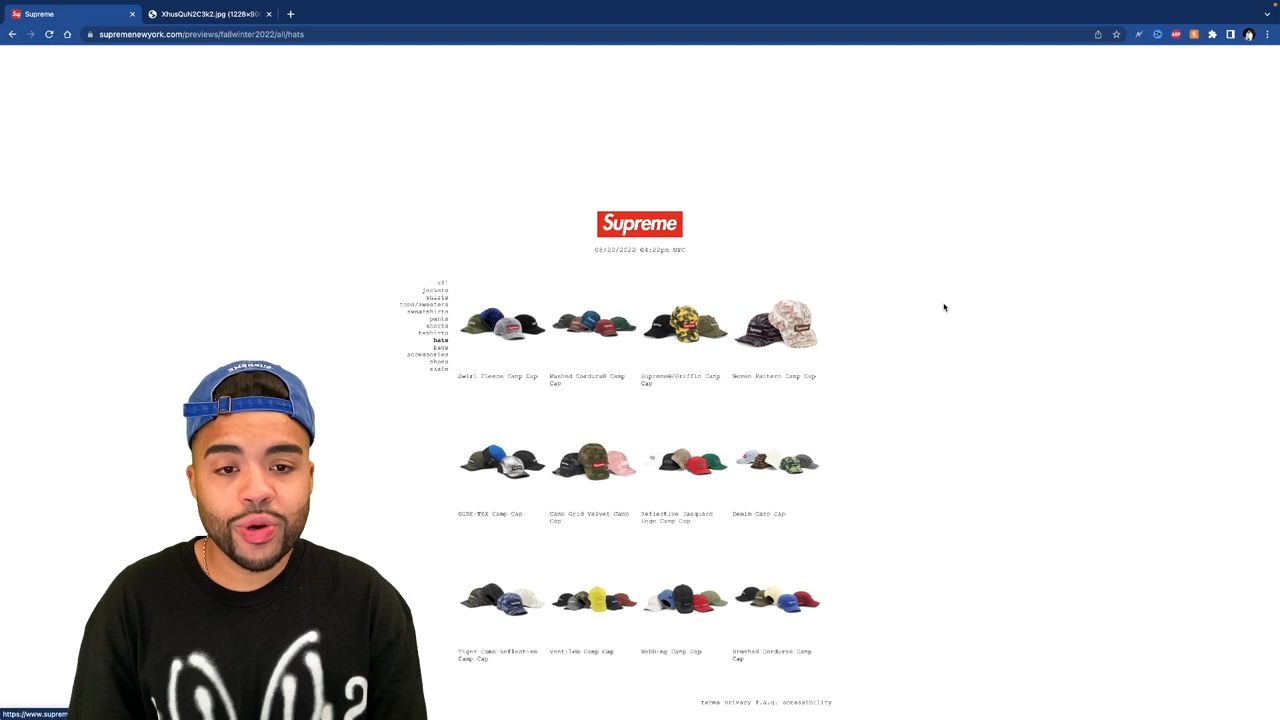 Supreme
XhusQuN2C3k2.jpg (1228×90
supremenewyork.com/previews/fallwinter2022/all/hats
Supreme
08/22/2022 04:22pm NYC
all
jackets
shirts
tops/sweaters
sweatshirts
pants
shorts
t-shirts
hats
bags
accessories
shoes
skate
Swirl Fleece Camp Cap
Washed Cordura® Camp
Cap
Supreme®/Griffin Camp
Cap
Woven Pattern Camp Cap
GORE-TEX Camp Cap
Camo Grid Velvet Camp
Cap
Reflective Jacquard
Logo Camp Cap
Denim Camp Cap
Tiger Camo Reflective
Camp Cap
Ventile® Camp Cap
Webbing Camp Cap
Brushed Cordura® Camp
Cap
terms privacy f.a.q. accessibility
https://www.suprem